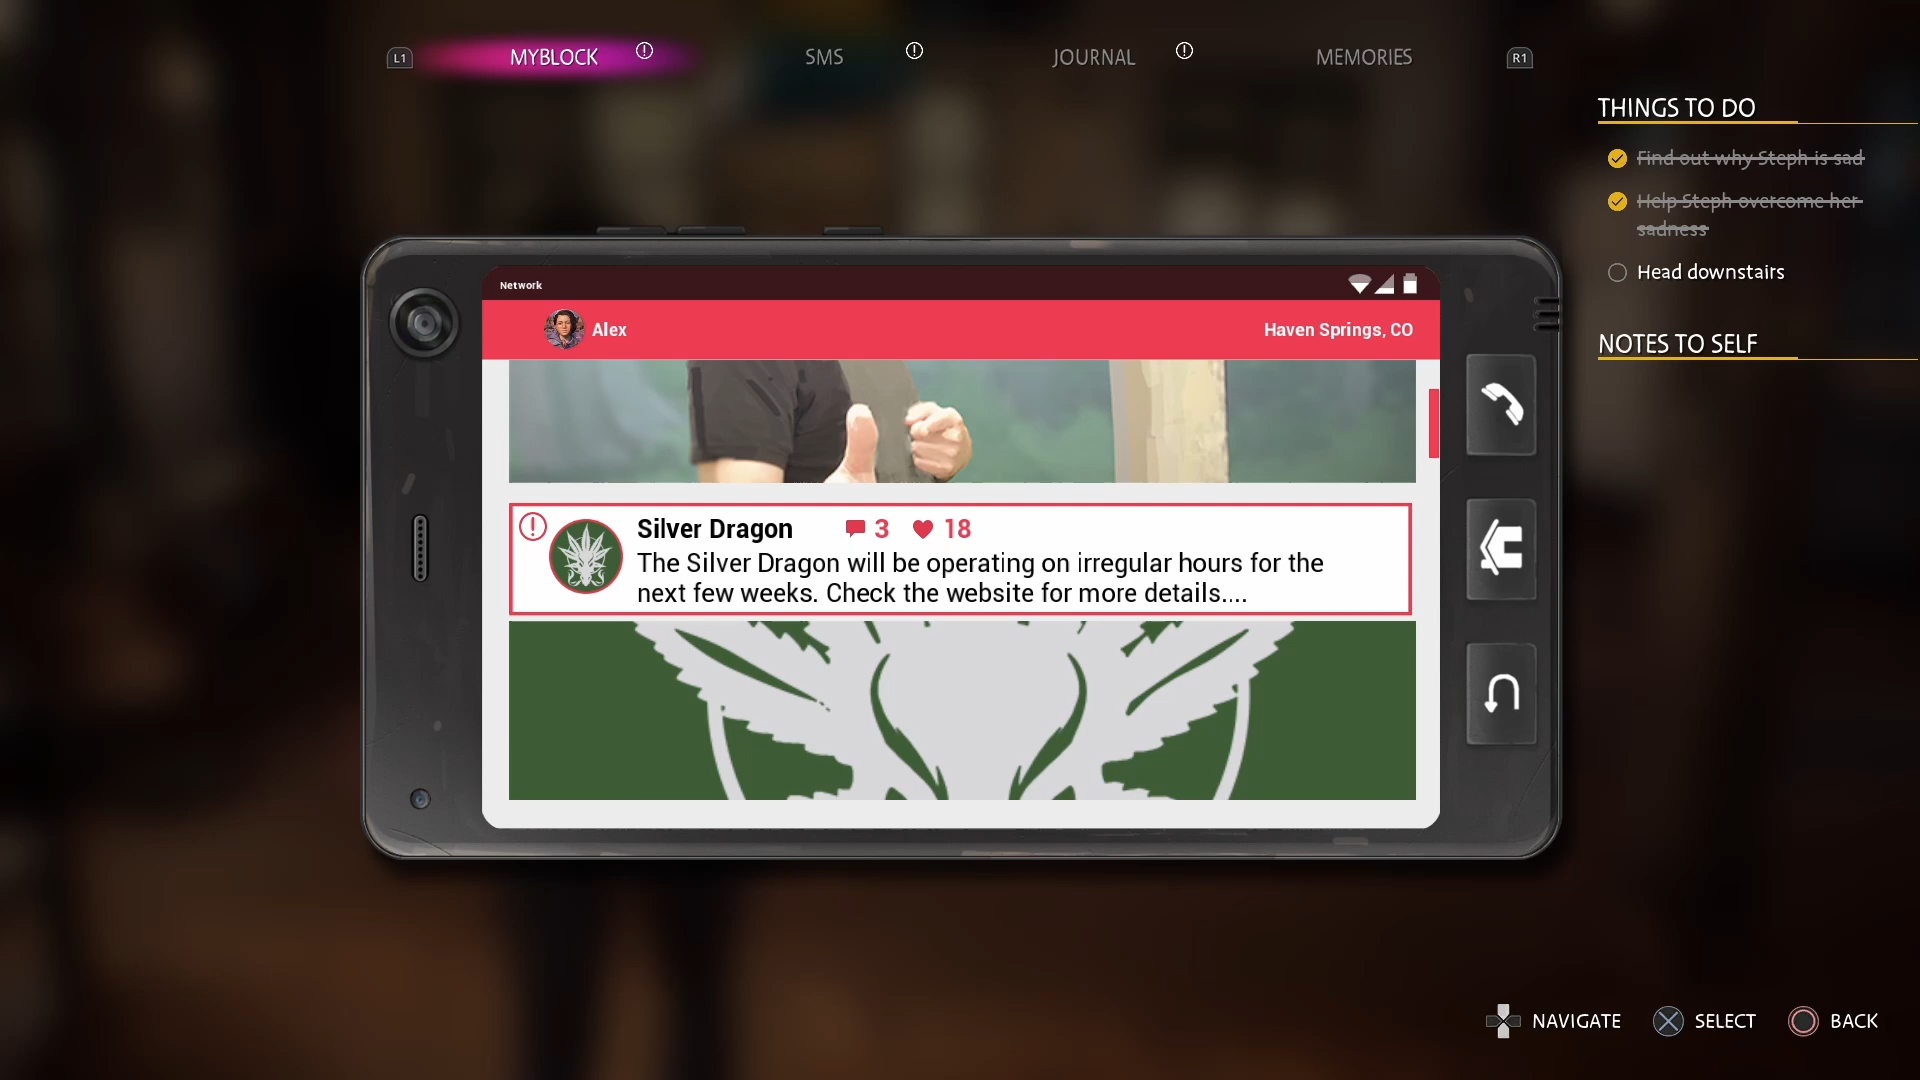 L1
MYBLOCK
SMS
JOURNAL
MEMORIES
R1
THINGS TO DO
Find out why Steph is sad
Help Steph overcome her
sadness
Head downstairs
NOTES TO SELF
Network
Alex
Haven Springs, CO
Silver Dragon 3 18
The Silver Dragon will be operating on irregular hours for the
next few weeks. Check the website for more details....
NAVIGATE
SELECT
BACK